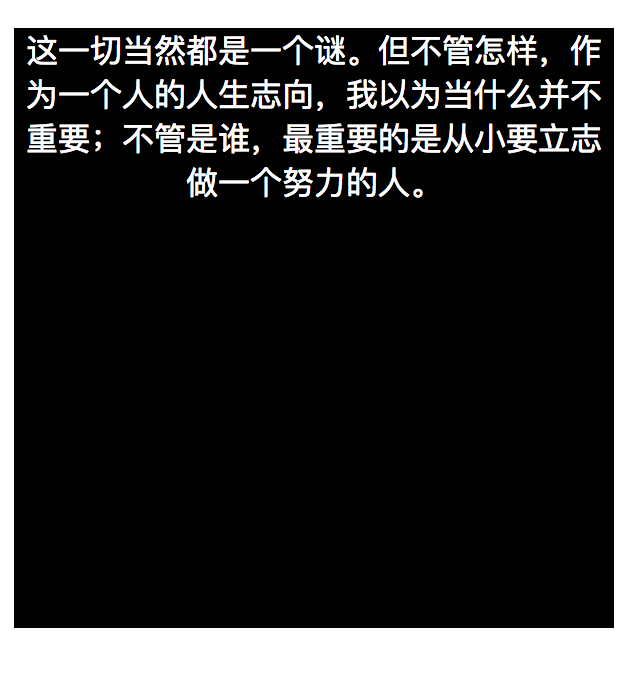 这一切当然都是一个谜。但不管怎样，作
为一个人的人生志向，我以为当什么并不
重要；不管是谁，最重要的是从小要立志
做一个努力的人。